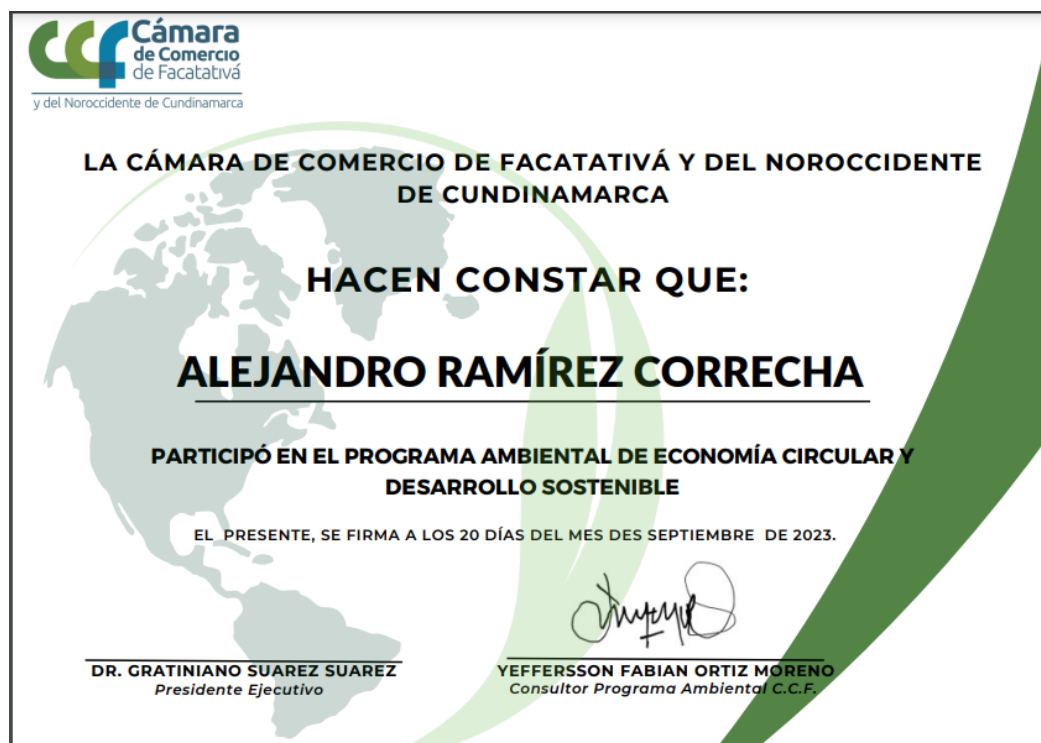 CCF Cámara
de Comercio
de Facatativá
y del Noroccidente de Cundinamarca
LA CÁMARA DE COMERCIO DE FACATATIVÁ Y DEL NOROCCIDENTE
DE CUNDINAMARCA
HACEN CONSTAR QUE:
ALEJANDRO RAMÍREZ CORRECHA
PARTICIPÓ EN EL PROGRAMA AMBIENTAL DE ECONOMÍA CIRCULAR Y
DESARROLLO SOSTENIBLE
EL PRESENTE, SE FIRMA A LOS 20 DÍAS DEL MES DES SEPTIEMBRE DE 2023.
DR. GRATINIANO SUAREZ SUAREZ
Presidente Ejecutivo
YEFFERSSON FABIAN ORTIZ MORENO
Consultor Programa Ambiental C.C.F.